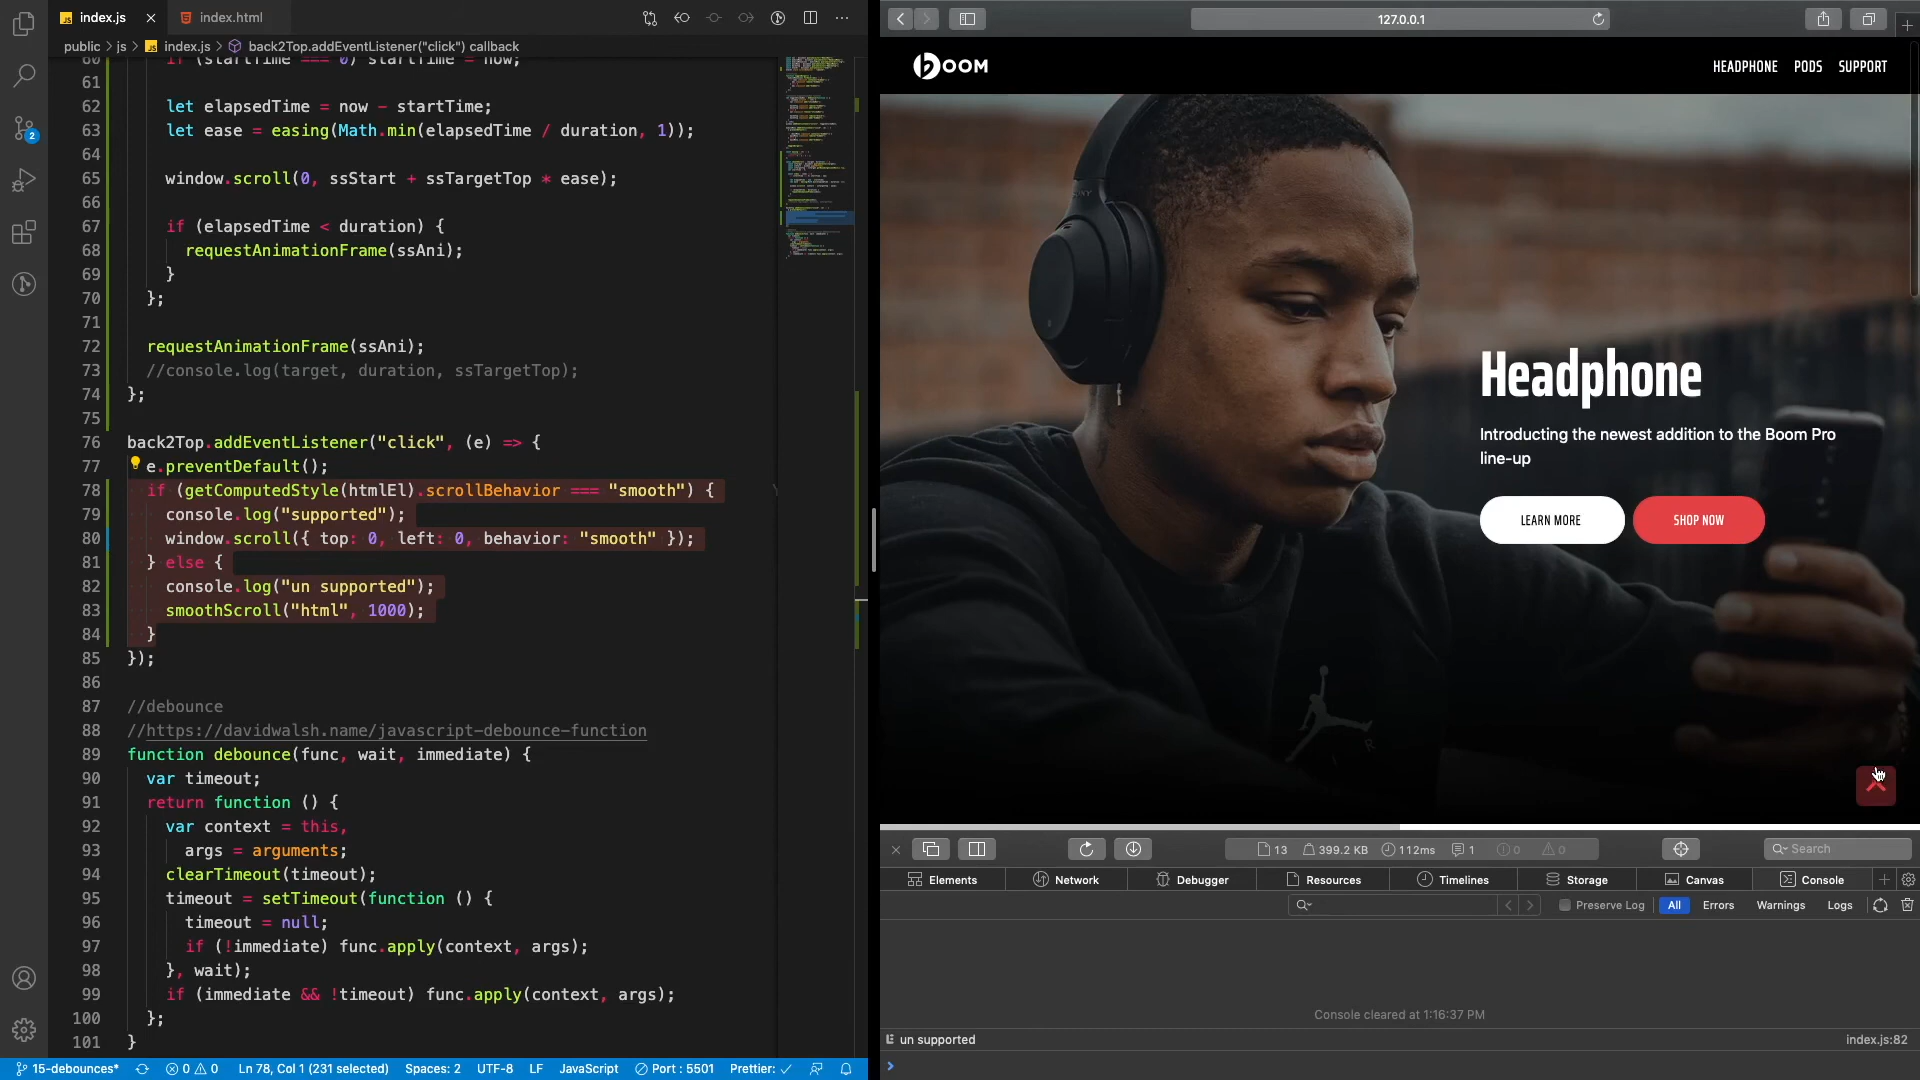 index.js
index.html
public > js > index.js > back2Top.addEventListener("click") callback
60 if (startTime === 0) startTime = now;
61
62 let elapsedTime = now - startTime;
63 let ease = easing(Math.min(elapsedTime / duration, 1));
64
65 window.scroll(0, ssStart + ssTargetTop * ease);
66
67 if (elapsedTime < duration) {
68 requestAnimationFrame(ssAni);
69 }
70 };
71
72 requestAnimationFrame(ssAni);
73 //console.log(target, duration, ssTargetTop);
74 };
75
76 back2Top.addEventListener("click", (e) => {
77 e.preventDefault();
78 if (getComputedStyle(htmlEl).scrollBehavior === "smooth") {
79 console.log("supported");
80 window.scroll({ top: 0, left: 0, behavior: "smooth" });
81 } else {
82 console.log("un supported");
83 smoothScroll("html", 1000);
84 }
85 });
86
87 //debounce
88 //https://davidwalsh.name/javascript-debounce-function
89 function debounce(func, wait, immediate) {
90 var timeout;
91 return function () {
92 var context = this,
93 args = arguments;
94 clearTimeout(timeout);
95 timeout = setTimeout(function () {
96 timeout = null;
97 if (!immediate) func.apply(context, args);
98 }, wait);
99 if (immediate && !timeout) func.apply(context, args);
100 };
101 }
2
15-debounces* 0 0 Ln 78, Col 1 (231 selected) Spaces: 2 UTF-8 LF JavaScript Port : 5501 Prettier: ✓
127.0.0.1
bOOM
HEADPHONE PODS SUPPORT
SONY
Headphone
Introducting the newest addition to the Boom Pro
line-up
LEARN MORE
SHOP NOW
13 399.2 KB 112ms 1 0 0
Search
Elements Network Debugger Resources Timelines Storage Canvas Console
Preserve Log All Errors Warnings Logs
Console cleared at 1:16:37 PM
un supported index.js:82